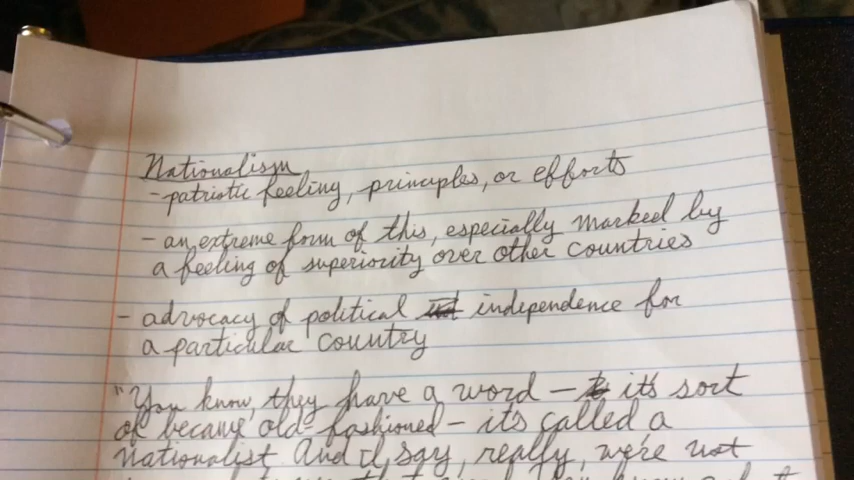 Nationalism
- patriotic feeling, principles, or efforts
- an extreme form of this, especially marked by
a feeling of superiority over other countries
- advocacy of political independence for
a particular country
"You know, they have a word - it's sort
of became old-fashioned - it's called a
nationalist. And I say, really, we're not